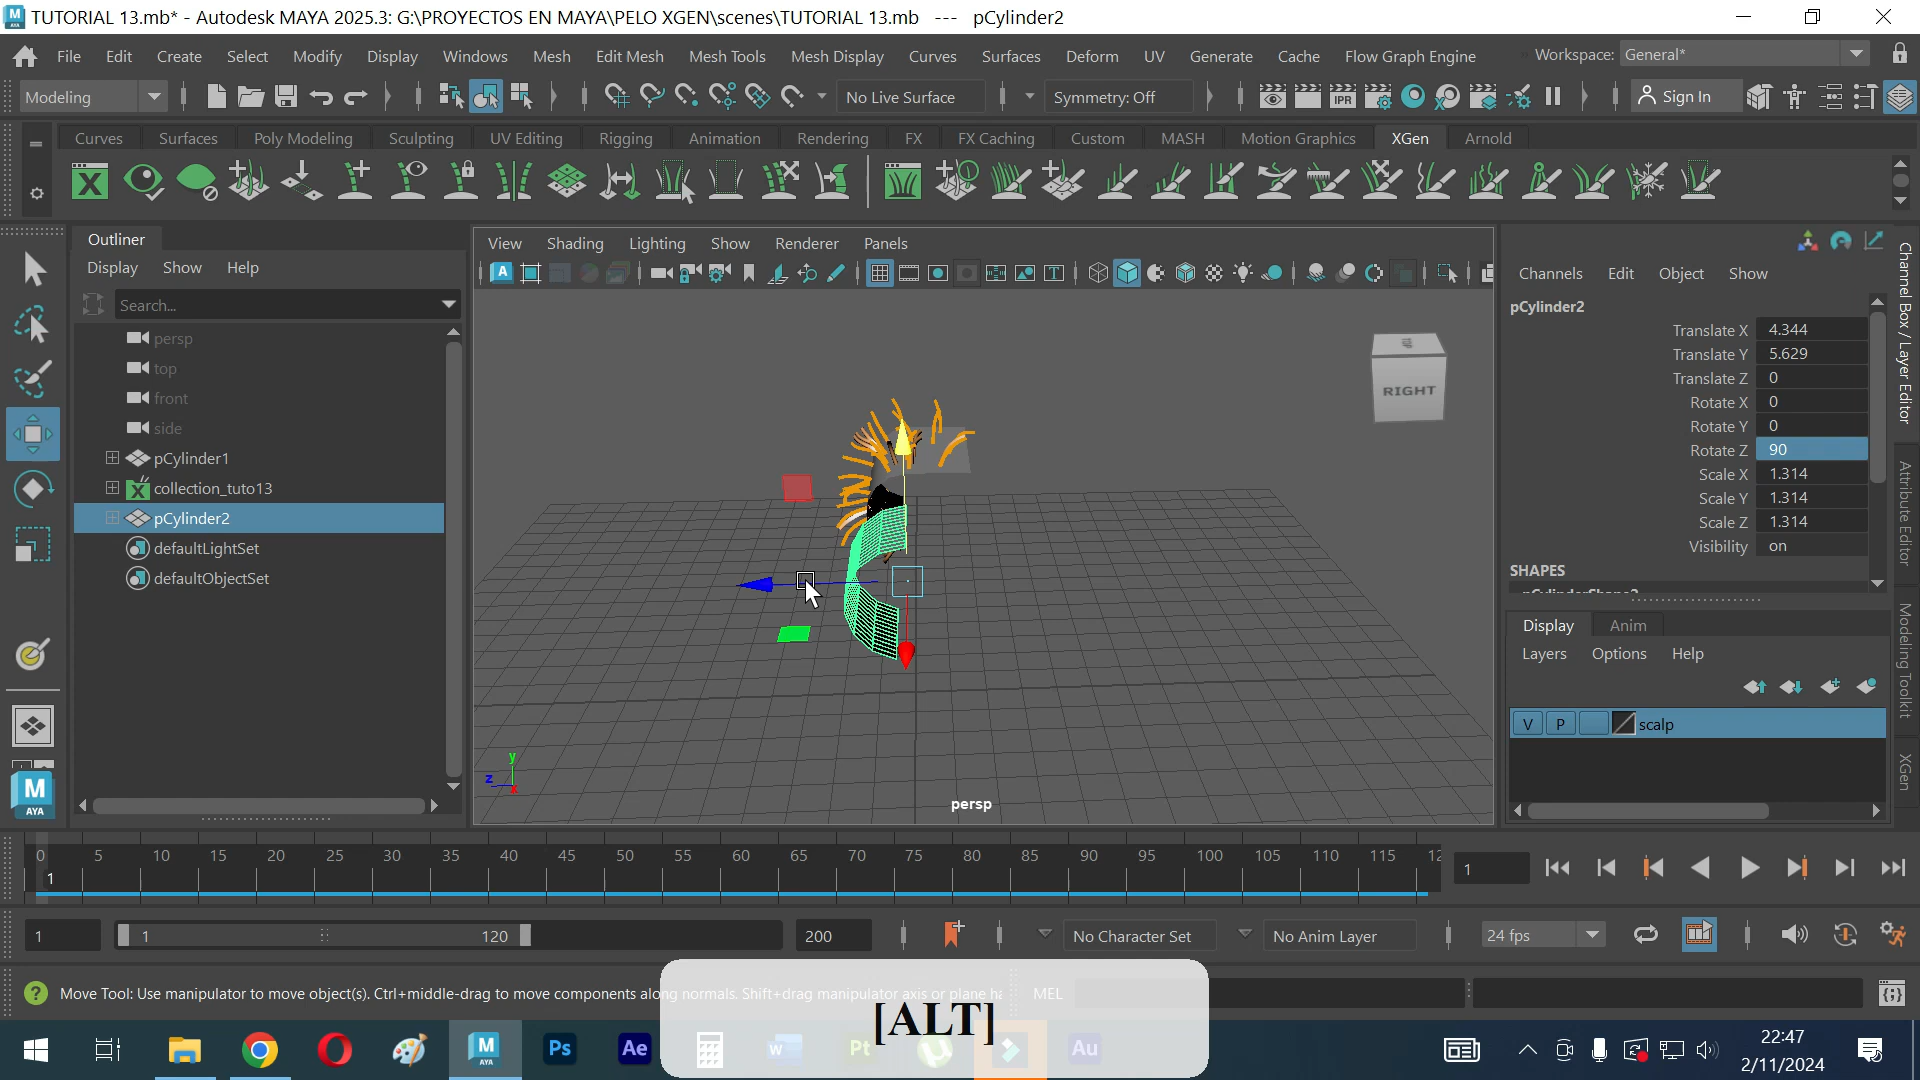 TUTORIAL 13.mb* - Autodesk MAYA 2025.3: G:\PROYECTOS EN MAYA\PELO XGEN\scenes\TUTORIAL 13.mb --- pCylinder2
File Edit Create Select Modify Display Windows Mesh Edit Mesh Mesh Tools Mesh Display Curves Surfaces Deform UV Generate Cache Flow Graph Engine Workspace: General*
Modeling No Live Surface Symmetry: Off IPR Sign In
Curves Surfaces Poly Modeling Sculpting UV Editing Rigging Animation Rendering FX FX Caching Custom MASH Motion Graphics XGen Arnold
Outliner
Display Show Help
Search...
persp
top
front
side
pCylinder1
collection_tuto13
pCylinder2
defaultLightSet
defaultObjectSet
View Shading Lighting Show Renderer Panels
RIGHT
y
z
x
persp
Channels Edit Object Show
pCylinder2
Translate X 4.344
Translate Y 5.629
Translate Z 0
Rotate X 0
Rotate Y 0
Rotate Z 90
Scale X 1.314
Scale Y 1.314
Scale Z 1.314
Visibility on
SHAPES
Display Anim
Layers Options Help
V P scalp
Channel Box / Layer Editor
Attribute Editor
Modeling Toolkit
XGen
M
AYA
0 5 10 15 20 25 30 35 40 45 50 55 60 65 70 75 80 85 90 95 100 105 110 115 12
1
1
1 1 120 200 No Character Set No Anim Layer 24 fps
Move Tool: Use manipulator to move object(s). Ctrl+middle-drag to move components along normals. Shift+drag manipulator axis or plane ha MEL
[ALT]
M AYA Ps Ae W Pt Au
22:47
2/11/2024